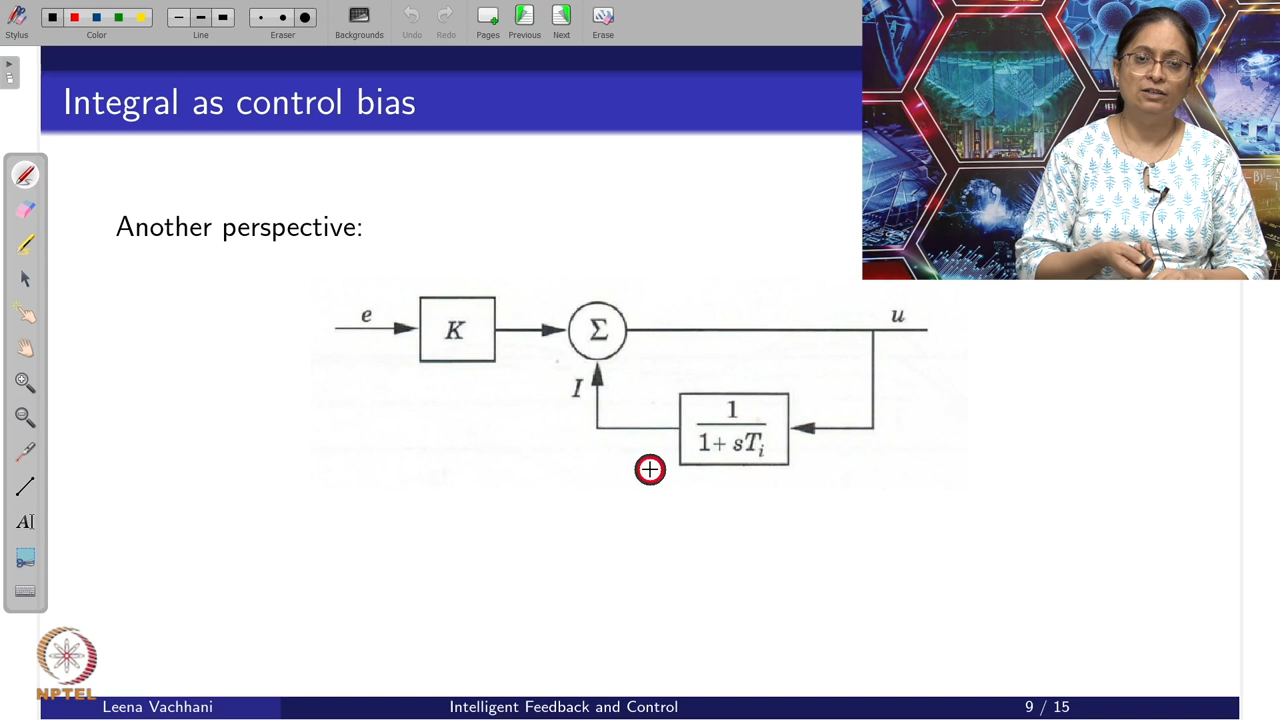 Stylus Color Line Eraser Backgrounds Undo Redo Pages Previous Next Erase
Integral as control bias
Another perspective:
e K Σ u
I
1
1+ sTᵢ
A
NPTEL
Leena Vachhani Intelligent Feedback and Control 9 / 15